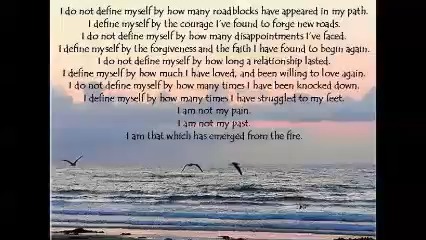 I do not define myself by how many roadblocks have appeared in my path.
I define myself by the courage I've found to forge new roads.
I do not define myself by how many disappointments I've faced.
I define myself by the forgiveness and the faith I have found to begin again.
I do not define myself by how long a relationship lasted.
I define myself by how much I have loved, and been willing to love again.
I do not define myself by how many times I have been knocked down.
I define myself by how many times I have struggled to my feet.
I am not my pain.
I am not my past.
I am that which has emerged from the fire.